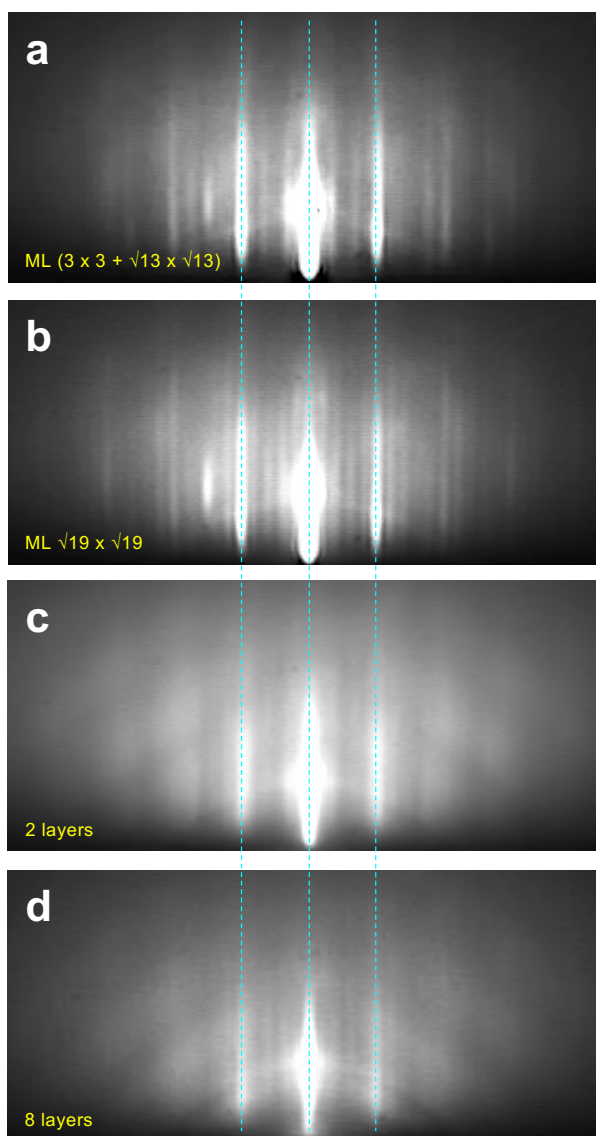 a
ML (3 x 3 + √13 x √13)
b
ML √19 x √19
c
2 layers
d
8 layers